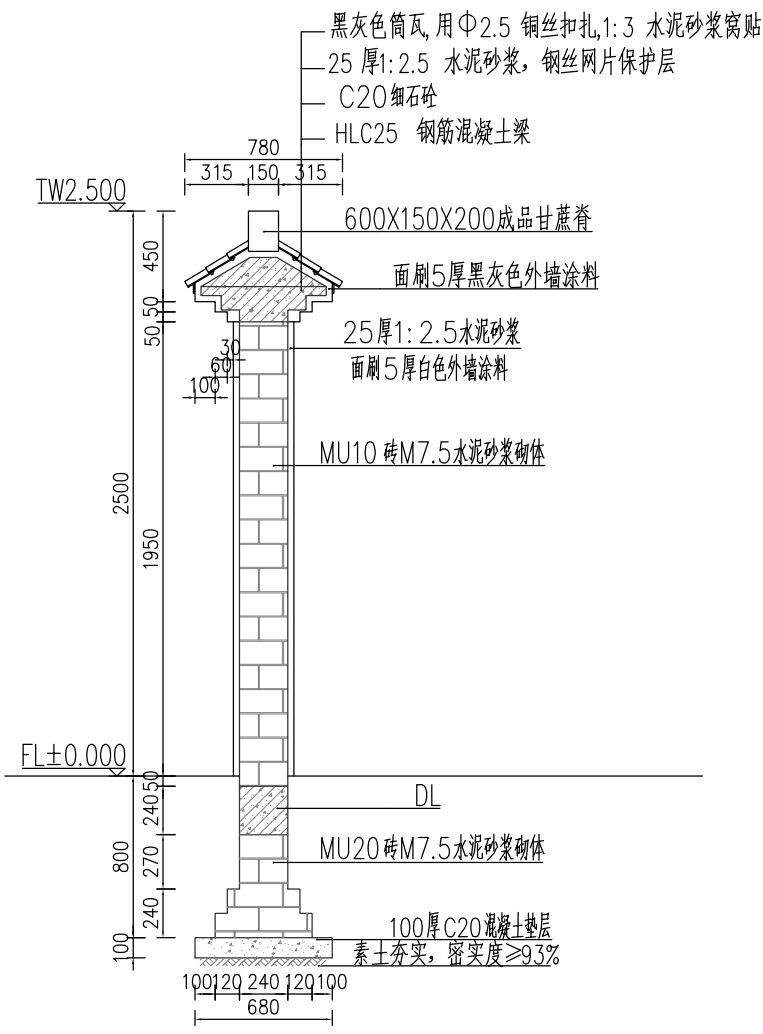 黑灰色筒瓦,用Φ2.5 铜丝扣扎,1:3 水泥砂浆窝贴
25 厚1:2.5 水泥砂浆，钢丝网片保护层
C20细石砼
HLC25 钢筋混凝土梁
780
315 150 315
TW2.500
600X150X200成品甘蔗脊
450
面刷5厚黑灰色外墙涂料
50
50
25厚1:2.5水泥砂浆
30
60
面刷5厚白色外墙涂料
100
MU10砖M7.5水泥砂浆砌体
2500
1950
FL±0.000
50
240
DL
800
270
MU20砖M7.5水泥砂浆砌体
240
100厚C20混凝土垫层
100
素土夯实，密实度≥93%
100 120 240 120 100
680